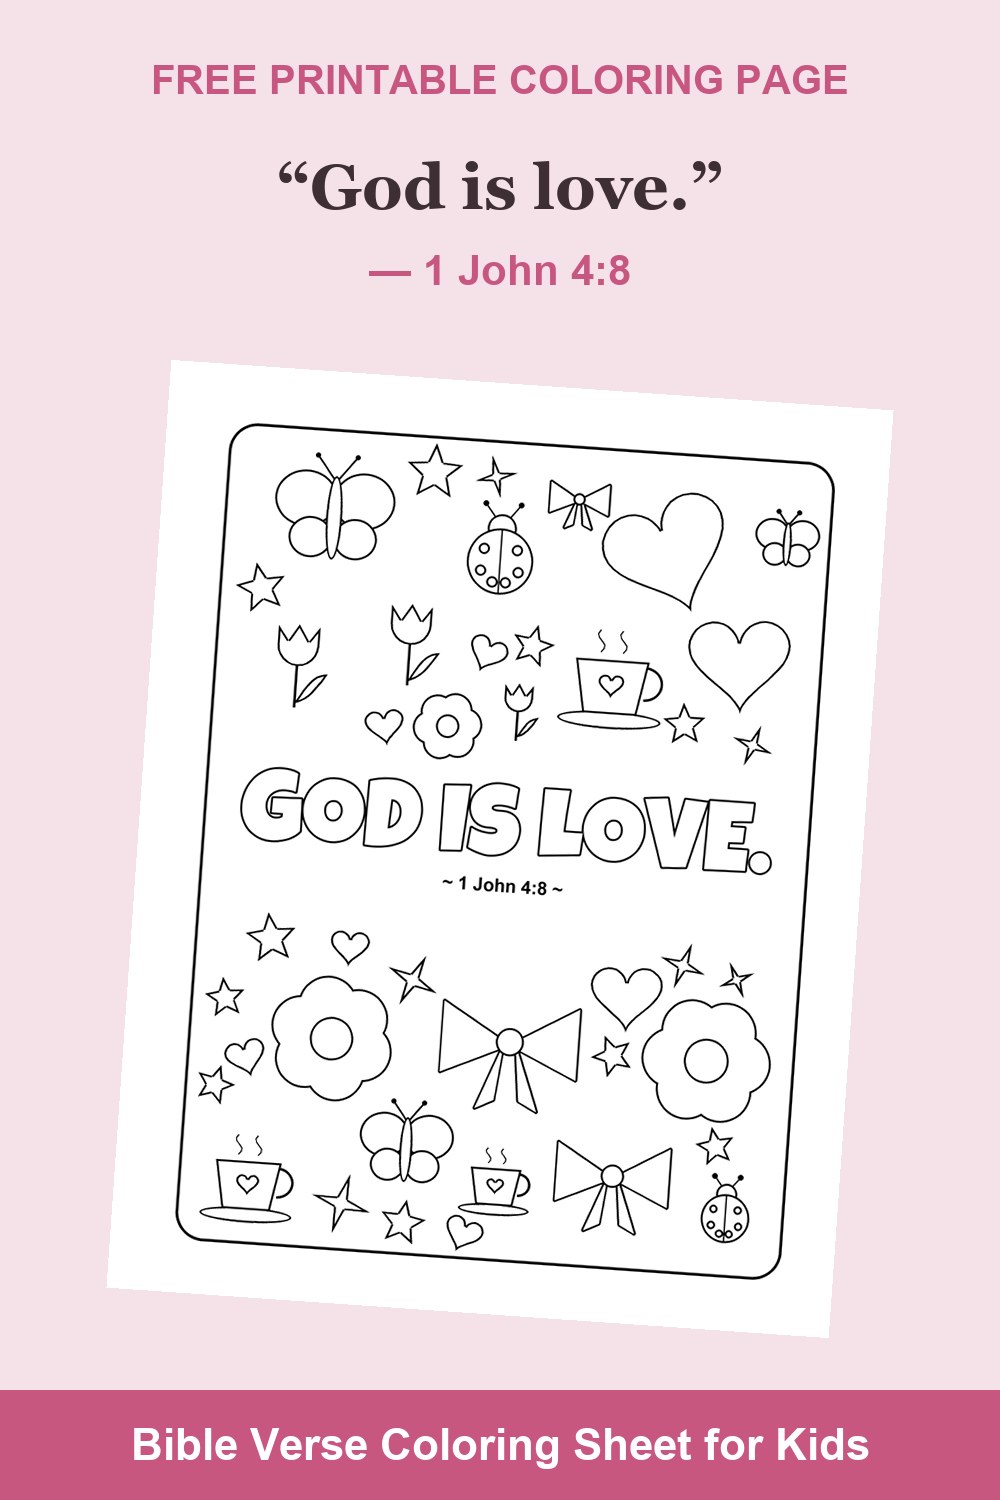 FREE PRINTABLE COLORING PAGE
“God is love.”
— 1 John 4:8
GOD IS LOVE.
~ 1 John 4:8 ~
Bible Verse Coloring Sheet for Kids